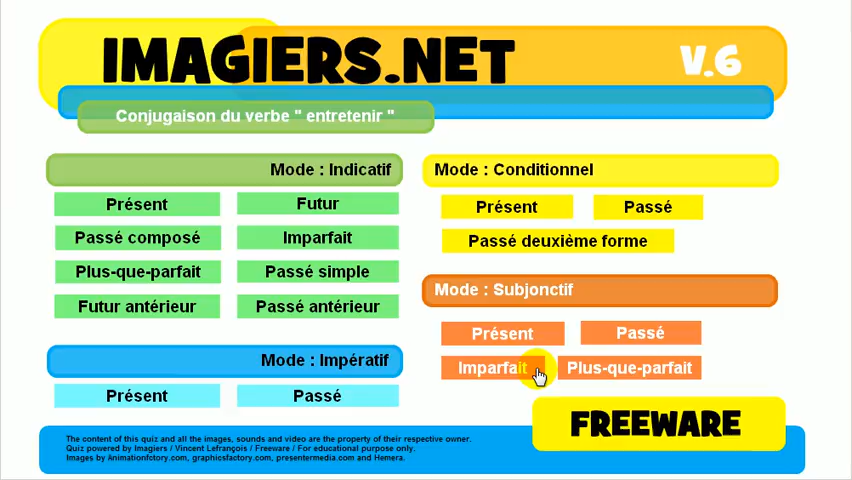 IMAGIERS.NET
V.6
Conjugaison du verbe " entretenir "
Mode : Indicatif
Présent
Futur
Passé composé
Imparfait
Plus-que-parfait
Passé simple
Futur antérieur
Passé antérieur
Mode : Impératif
Présent
Passé
Mode : Conditionnel
Présent
Passé
Passé deuxième forme
Mode : Subjonctif
Présent
Passé
Imparfait
Plus-que-parfait
FREEWARE
The content of this quiz and all the images, sounds and video are the property of their respective owner.
Quiz powered by Imagiers / Vincent Lefrançois / Freeware / For educational purpose only.
Images by Animationfctory.com, graphicsfactory.com, presentermedia.com and Hemera.